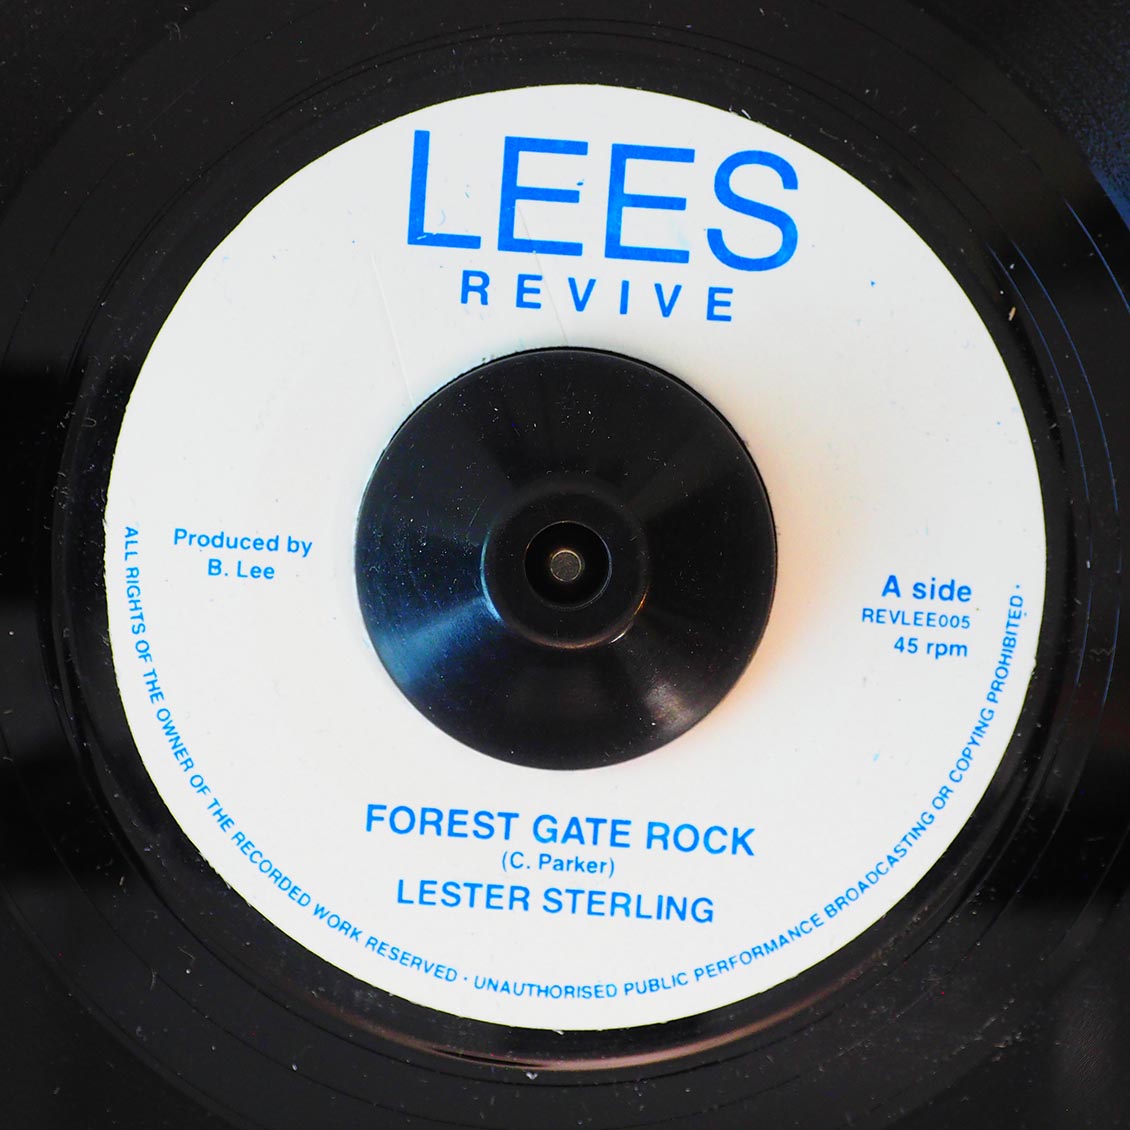 LEES
REVIVE
Produced by
B. Lee
A side
REVLEE005
45 rpm
FOREST GATE ROCK
(C. Parker)
LESTER STERLING
ALL RIGHTS OF THE OWNER OF THE RECORDED WORK RESERVED · UNAUTHORISED PUBLIC PERFORMANCE BROADCASTING OR COPYING PROHIBITED ·